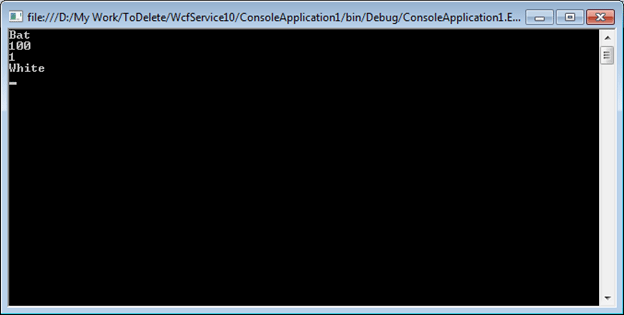 file:///D:/My Work/ToDelete/WcfService10/ConsoleApplication1/bin/Debug/ConsoleApplication1.E...
Bat
100
1
White